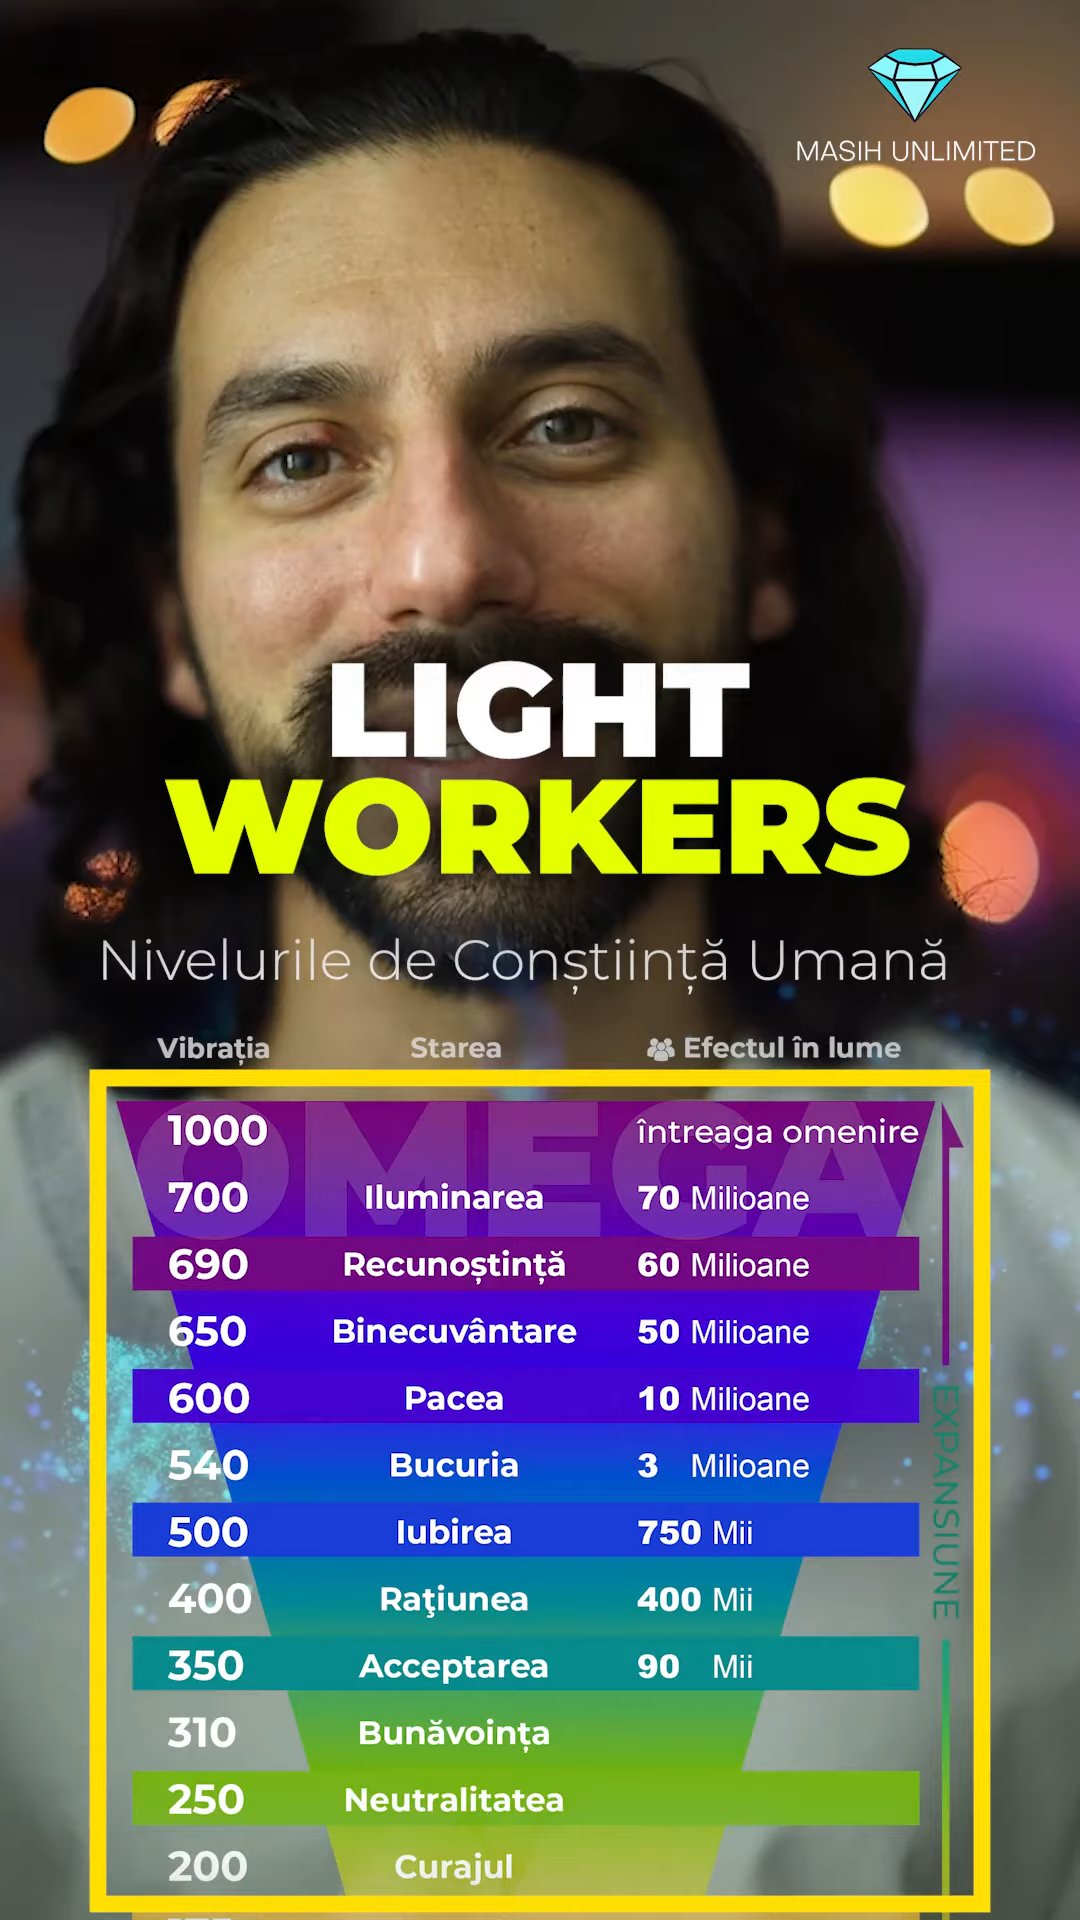 MASIH UNLIMITED
LIGHT
WORKERS
Nivelurile de Conștiință Umană
Vibrația Starea Efectul în lume
OMEGA
1000 întreaga omenire
700 Iluminarea 70 Milioane
690 Recunoștință 60 Milioane
650 Binecuvântare 50 Milioane
600 Pacea 10 Milioane
540 Bucuria 3 Milioane
500 Iubirea 750 Mii
400 Raţiunea 400 Mii
350 Acceptarea 90 Mii
310 Bunăvoința
250 Neutralitatea
200 Curajul
EXPANSIUNE